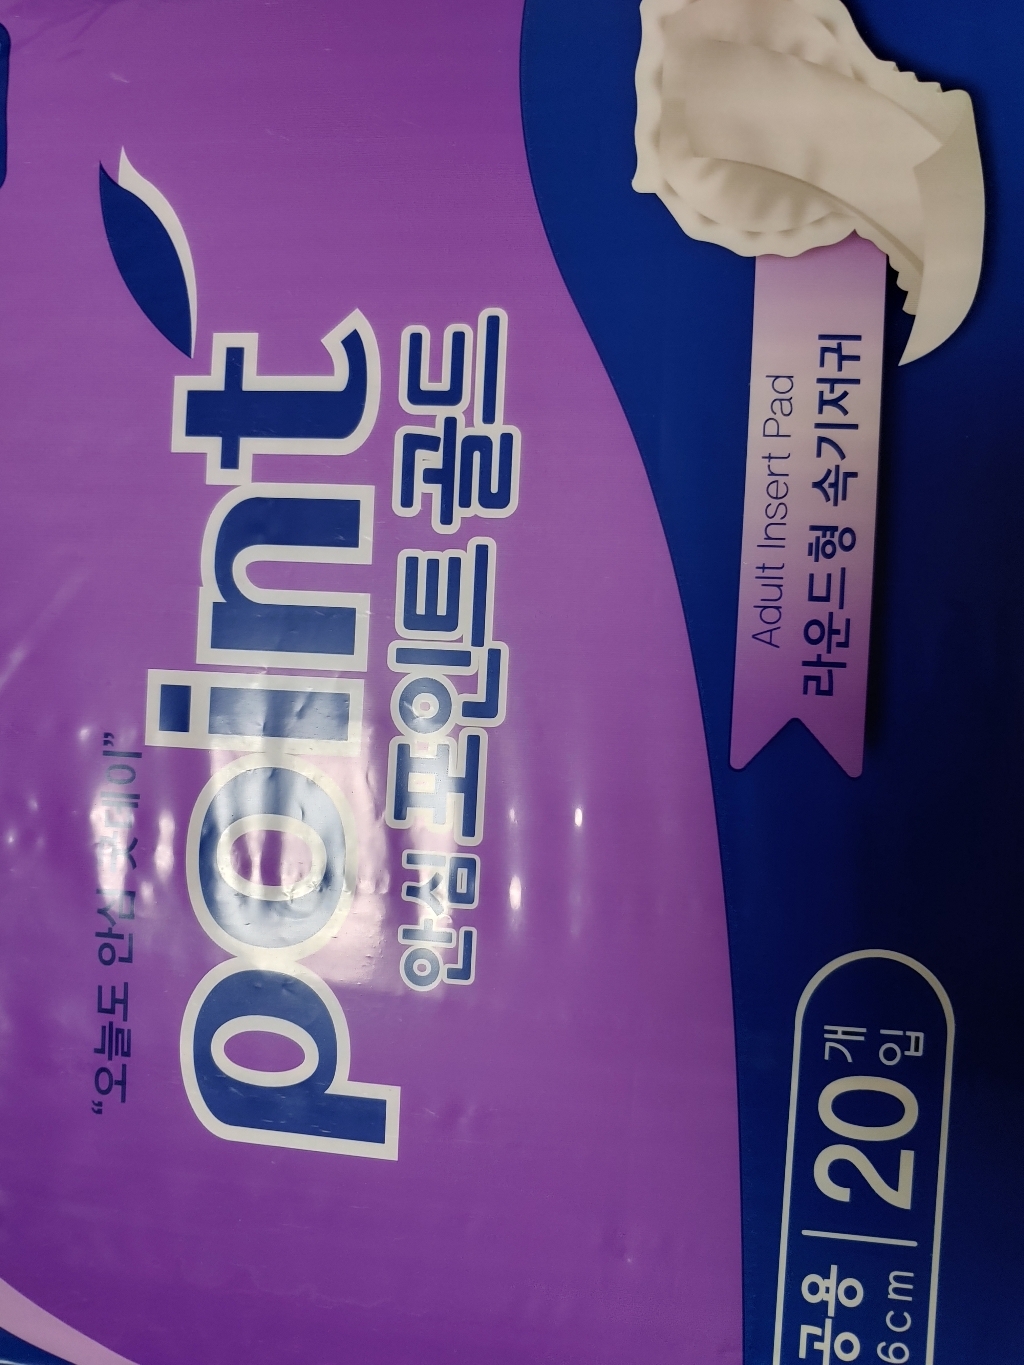 "오늘도 안심 굿데이"
point
안심 포인트 골드
Adult Insert Pad
라운드형 속기저귀
공용
6cm
20개입